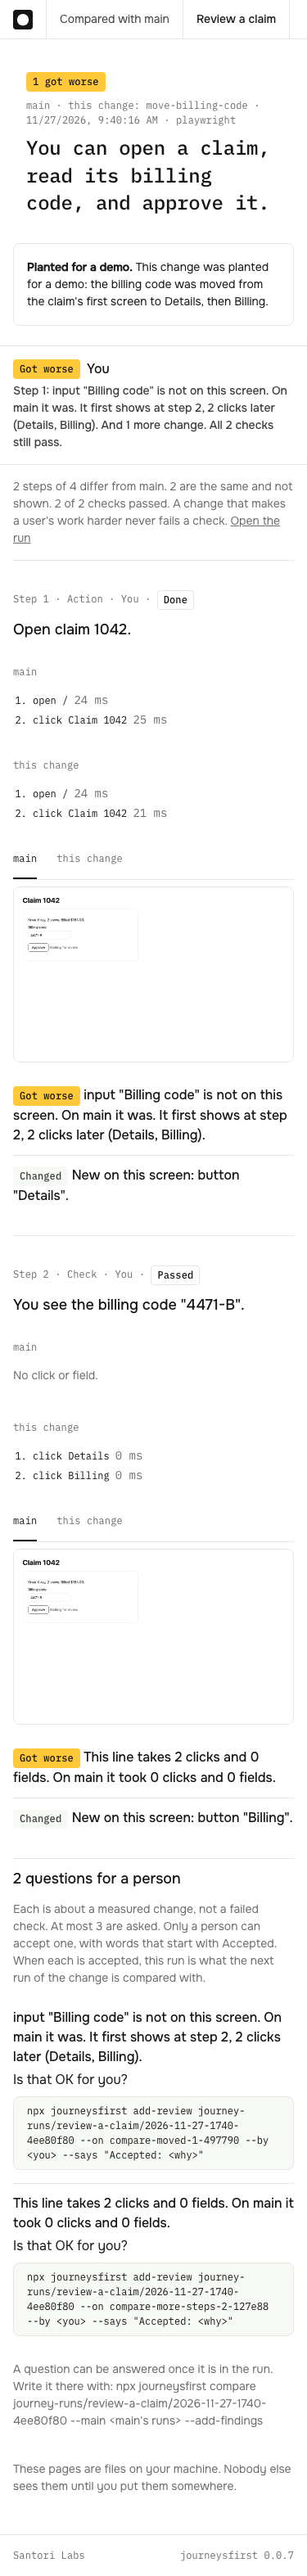 Compared with main
Review a claim
1 got worse
main · this change: move-billing-code ·
11/27/2026, 9:40:16 AM · playwright
You can open a claim,
read its billing
code, and approve it.
Planted for a demo. This change was planted
for a demo: the billing code was moved from
the claim's first screen to Details, then Billing.
Got worse You
Step 1: input "Billing code" is not on this screen. On
main it was. It first shows at step 2, 2 clicks later
(Details, Billing). And 1 more change. All 2 checks
still pass.
2 steps of 4 differ from main. 2 are the same and not
shown. 2 of 2 checks passed. A change that makes
a user's work harder never fails a check. Open the
run
Step 1 · Action · You · Done
Open claim 1042.
main
1. open / 24 ms
2. click Claim 1042 25 ms
this change
1. open / 24 ms
2. click Claim 1042 21 ms
main this change
Claim 1042
Billing code
4471-B
Approve Waiting for review
Got worse input "Billing code" is not on this
screen. On main it was. It first shows at step
2, 2 clicks later (Details, Billing).
Changed New on this screen: button
"Details".
Step 2 · Check · You · Passed
You see the billing code "4471-B".
main
No click or field.
this change
1. click Details 0 ms
2. click Billing 0 ms
main this change
Claim 1042
Billing code
4471-B
Approve Waiting for review
Got worse This line takes 2 clicks and 0
fields. On main it took 0 clicks and 0 fields.
Changed New on this screen: button "Billing".
2 questions for a person
Each is about a measured change, not a failed
check. At most 3 are asked. Only a person can
accept one, with words that start with Accepted.
When each is accepted, this run is what the next
run of the change is compared with.
input "Billing code" is not on this screen. On
main it was. It first shows at step 2, 2 clicks
later (Details, Billing).
Is that OK for you?
npx journeysfirst add-review journey-
runs/review-a-claim/2026-11-27-1740-
4ee80f80 --on compare-moved-1-497790 --by
<you> --says "Accepted: <why>"
This line takes 2 clicks and 0 fields. On main it
took 0 clicks and 0 fields.
Is that OK for you?
npx journeysfirst add-review journey-
runs/review-a-claim/2026-11-27-1740-
4ee80f80 --on compare-more-steps-2-127e88
--by <you> --says "Accepted: <why>"
A question can be answered once it is in the run.
Write it there with: npx journeysfirst compare
journey-runs/review-a-claim/2026-11-27-1740-
4ee80f80 --main <main's runs> --add-findings
These pages are files on your machine. Nobody else
sees them until you put them somewhere.
Santori Labs
journeysfirst 0.0.7